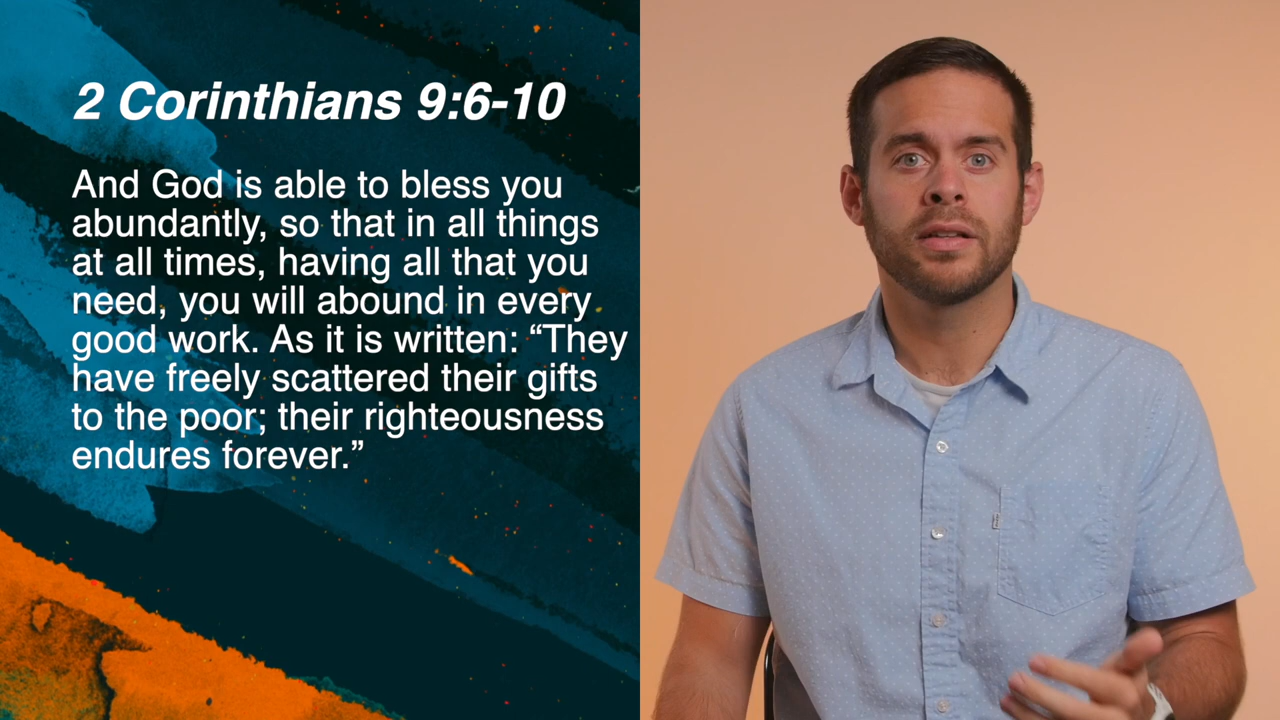 2 Corinthians 9:6-10
And God is able to bless you
abundantly, so that in all things
at all times, having all that you
need, you will abound in every
good work. As it is written: “They
have freely scattered their gifts
to the poor; their righteousness
endures forever.”